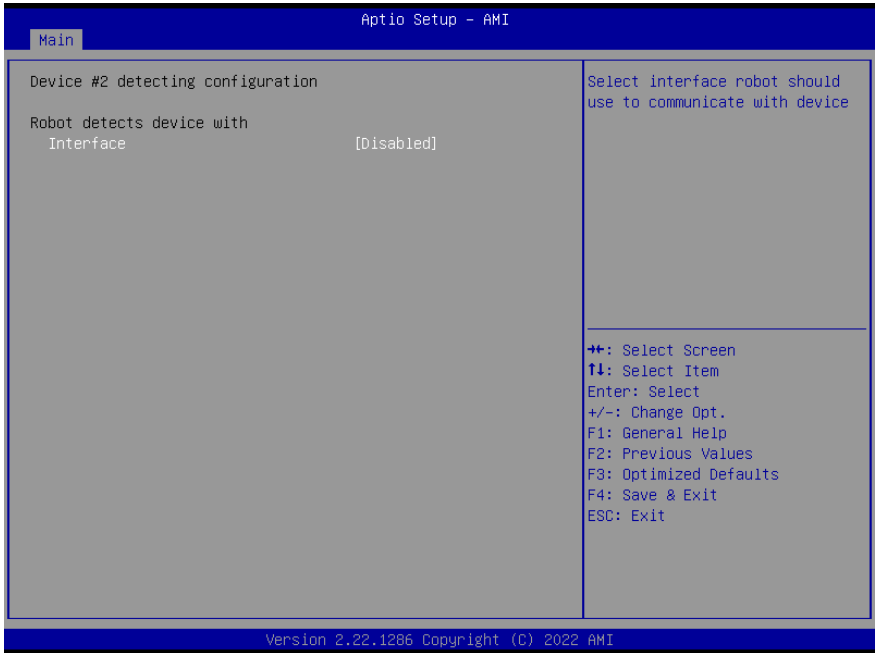 Aptio Setup – AMI
Main
Device #2 detecting configuration
Robot detects device with
Interface [Disabled]
Select interface robot should
use to communicate with device
→←: Select Screen
↑↓: Select Item
Enter: Select
+/-: Change Opt.
F1: General Help
F2: Previous Values
F3: Optimized Defaults
F4: Save & Exit
ESC: Exit
Version 2.22.1286 Copyright (C) 2022 AMI